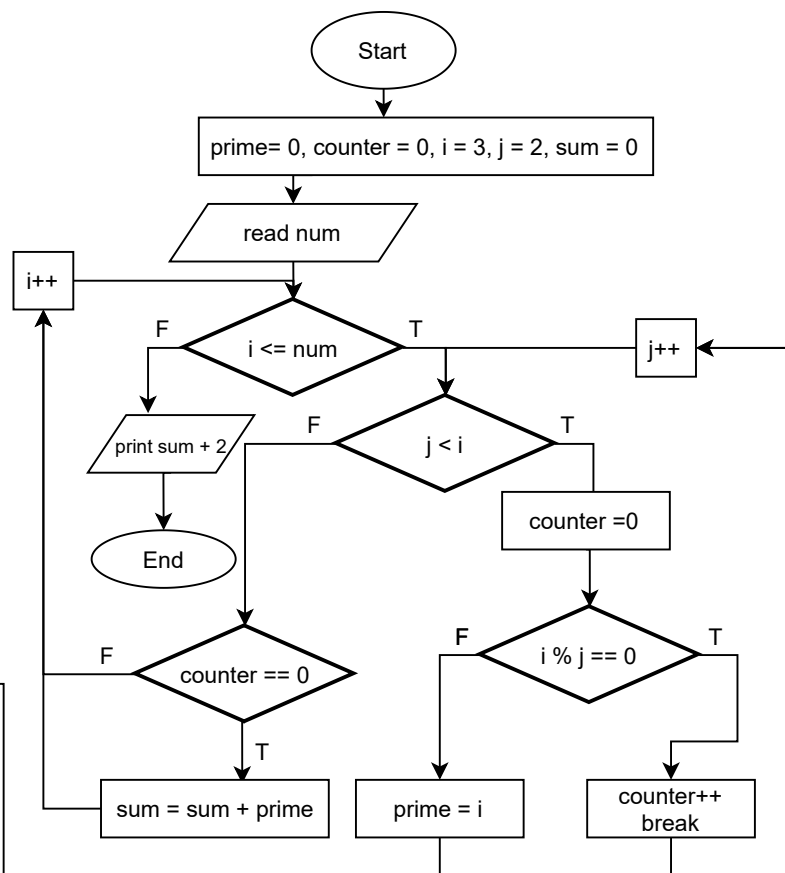 Start
prime= 0, counter = 0, i = 3, j = 2, sum = 0
read num
i++
F
i <= num
T
j++
print sum + 2
F
j < i
T
counter =0
End
F
counter == 0
T
F
i % j == 0
T
sum = sum + prime
prime = i
counter++
break